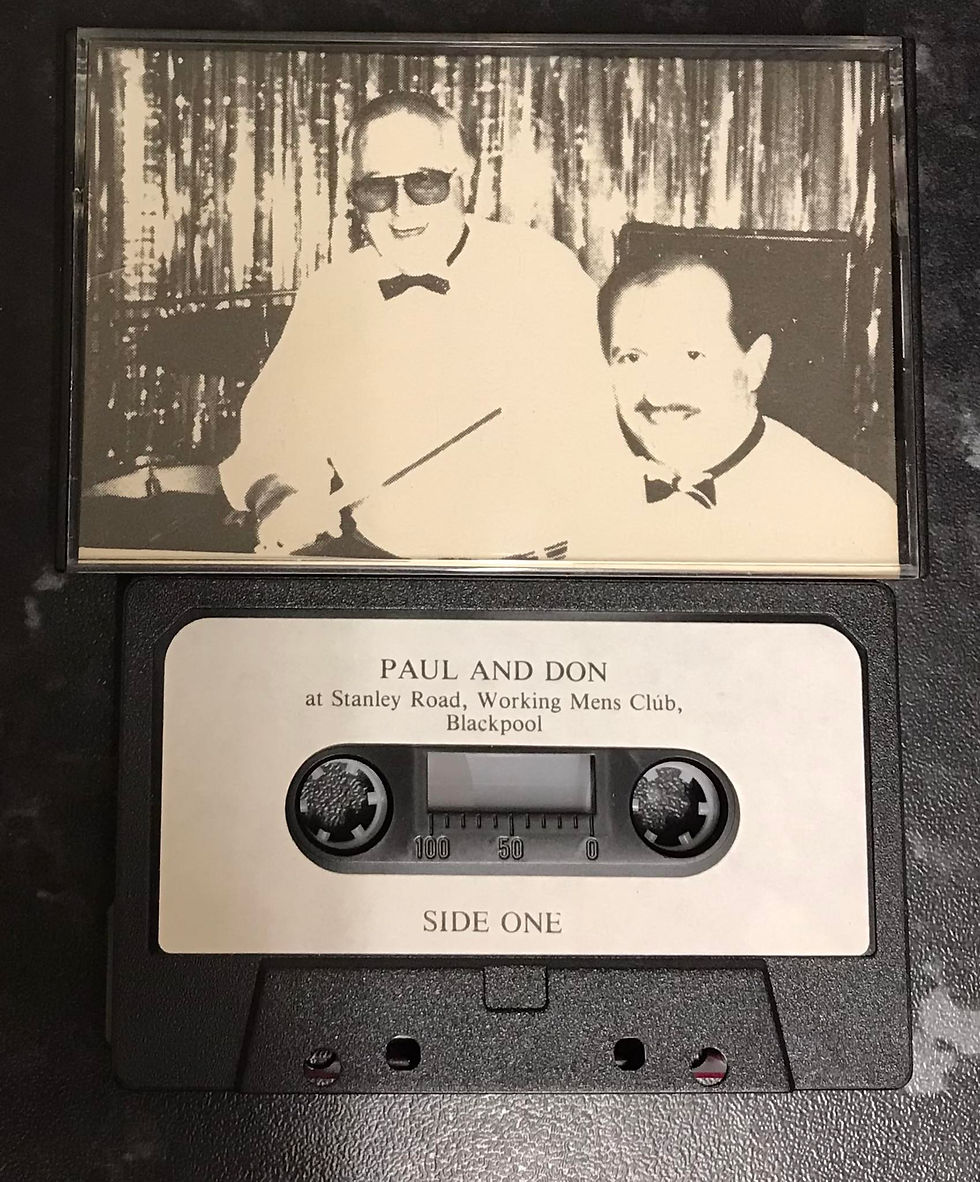 PAUL AND DON
at Stanley Road, Working Mens Club,
Blackpool
100 50 0
SIDE ONE